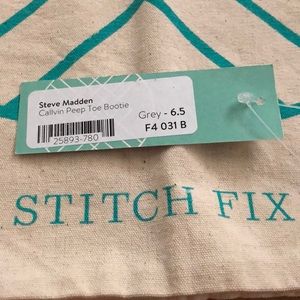 Steve Madden
Callvin Peep Toe Bootie
Grey - 6.5
25893-780
F4 031 B
STITCH FIX